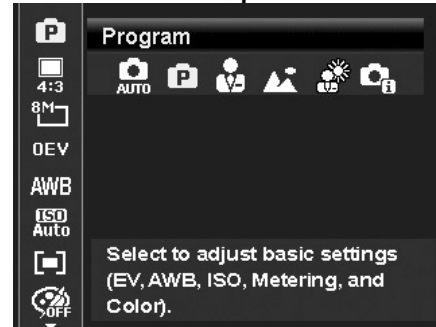 P Program
AUTO P i
4:3
8M
0EV
AWB
ISO
Auto
OFF
Select to adjust basic settings
(EV, AWB, ISO, Metering, and
Color).